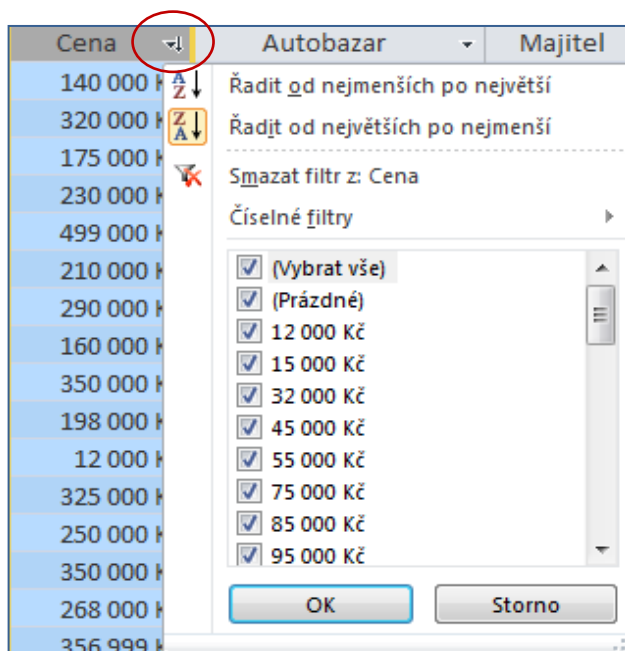 Cena Autobazar Majitel
140 000 K
320 000 K
175 000 K
230 000 K
499 000 K
210 000 K
290 000 K
160 000 K
350 000 K
198 000 K
12 000 K
325 000 K
250 000 K
350 000 K
268 000 K
356 999 K
Řadit od nejmenších po největší
Řadit od největších po nejmenší
Smazat filtr z: Cena
Číselné filtry
(Vybrat vše)
(Prázdné)
12 000 Kč
15 000 Kč
32 000 Kč
45 000 Kč
55 000 Kč
75 000 Kč
85 000 Kč
95 000 Kč
OK Storno